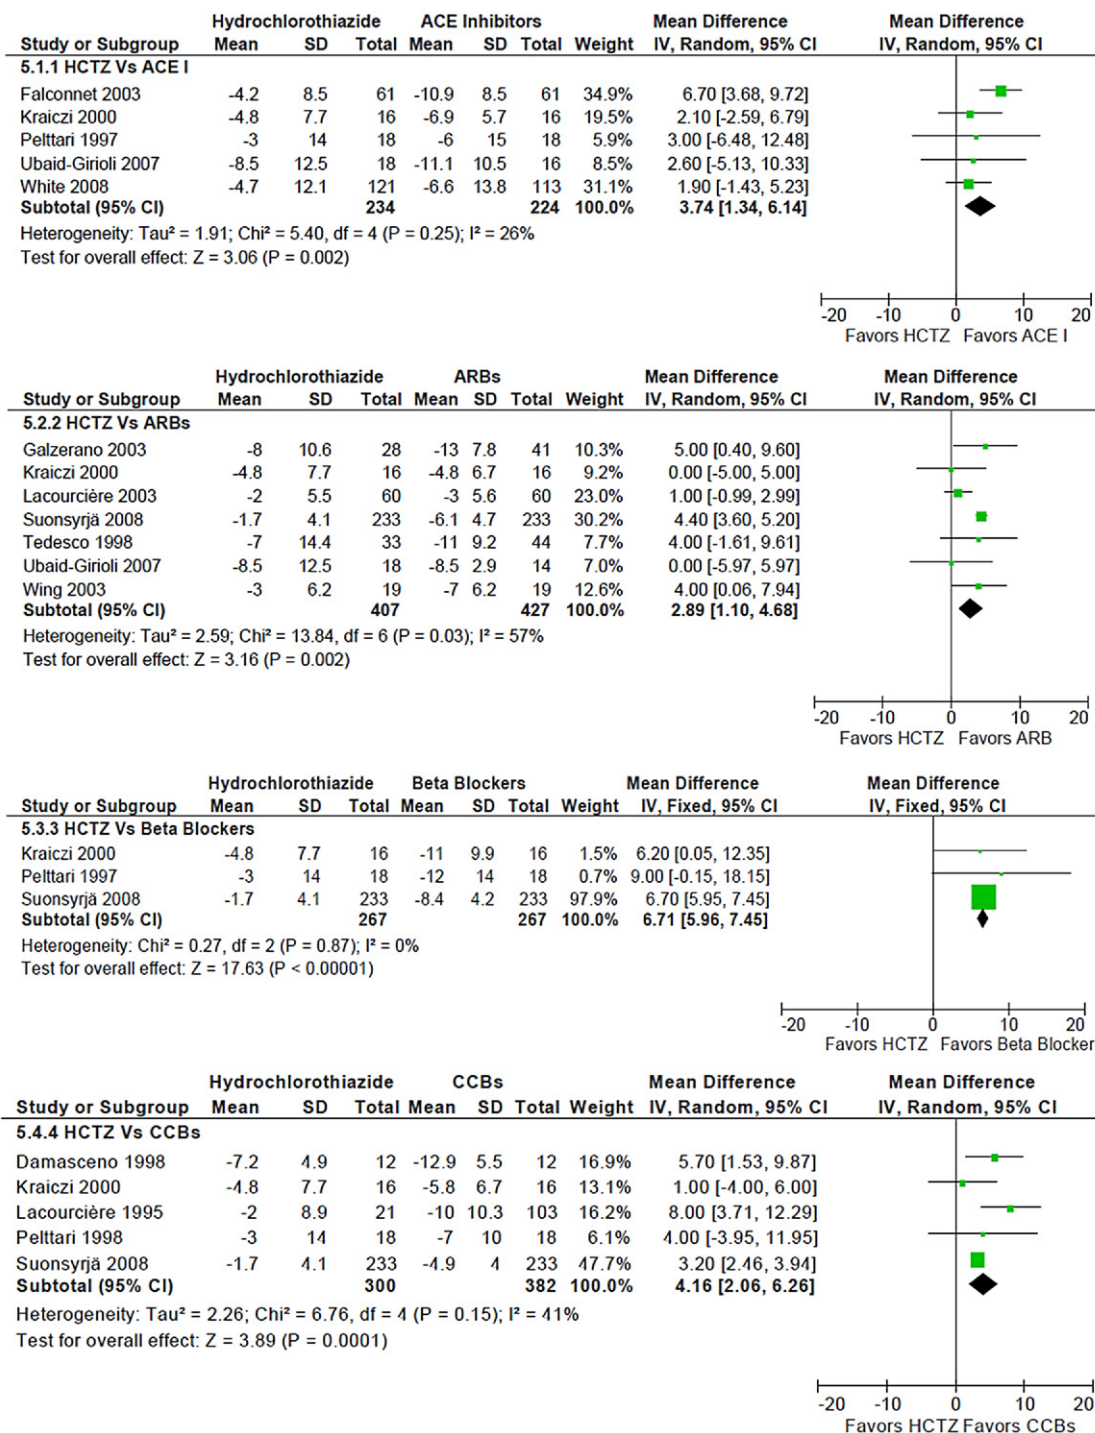 Hydrochlorothiazide ACE Inhibitors Mean Difference Mean Difference
Study or Subgroup Mean SD Total Mean SD Total Weight IV, Random, 95% CI IV, Random, 95% CI
5.1.1 HCTZ Vs ACE I
Falconnet 2003 -4.2 8.5 61 -10.9 8.5 61 34.9% 6.70 [3.68, 9.72]
Kraiczi 2000 -4.8 7.7 16 -6.9 5.7 16 19.5% 2.10 [-2.59, 6.79]
Pelttari 1997 -3 14 18 -6 15 18 5.9% 3.00 [-6.48, 12.48]
Ubaid-Girioli 2007 -8.5 12.5 18 -11.1 10.5 16 8.5% 2.60 [-5.13, 10.33]
White 2008 -4.7 12.1 121 -6.6 13.8 113 31.1% 1.90 [-1.43, 5.23]
Subtotal (95% CI) 234 224 100.0% 3.74 [1.34, 6.14]
Heterogeneity: Tau² = 1.91; Chi² = 5.40, df = 4 (P = 0.25); I² = 26%
Test for overall effect: Z = 3.06 (P = 0.002)
-20 -10 0 10 20
Favors HCTZ Favors ACE I
Hydrochlorothiazide ARBs Mean Difference Mean Difference
Study or Subgroup Mean SD Total Mean SD Total Weight IV, Random, 95% CI IV, Random, 95% CI
5.2.2 HCTZ Vs ARBs
Galzerano 2003 -8 10.6 28 -13 7.8 41 10.3% 5.00 [0.40, 9.60]
Kraiczi 2000 -4.8 7.7 16 -4.8 6.7 16 9.2% 0.00 [-5.00, 5.00]
Lacourcière 2003 -2 5.5 60 -3 5.6 60 23.0% 1.00 [-0.99, 2.99]
Suonsyrjä 2008 -1.7 4.1 233 -6.1 4.7 233 30.2% 4.40 [3.60, 5.20]
Tedesco 1998 -7 14.4 33 -11 9.2 44 7.7% 4.00 [-1.61, 9.61]
Ubaid-Girioli 2007 -8.5 12.5 18 -8.5 2.9 14 7.0% 0.00 [-5.97, 5.97]
Wing 2003 -3 6.2 19 -7 6.2 19 12.6% 4.00 [0.06, 7.94]
Subtotal (95% CI) 407 427 100.0% 2.89 [1.10, 4.68]
Heterogeneity: Tau² = 2.59; Chi² = 13.84, df = 6 (P = 0.03); I² = 57%
Test for overall effect: Z = 3.16 (P = 0.002)
-20 -10 0 10 20
Favors HCTZ Favors ARB
Hydrochlorothiazide Beta Blockers Mean Difference Mean Difference
Study or Subgroup Mean SD Total Mean SD Total Weight IV, Fixed, 95% CI IV, Fixed, 95% CI
5.3.3 HCTZ Vs Beta Blockers
Kraiczi 2000 -4.8 7.7 16 -11 9.9 16 1.5% 6.20 [0.05, 12.35]
Pelttari 1997 -3 14 18 -12 14 18 0.7% 9.00 [-0.15, 18.15]
Suonsyrjä 2008 -1.7 4.1 233 -8.4 4.2 233 97.9% 6.70 [5.95, 7.45]
Subtotal (95% CI) 267 267 100.0% 6.71 [5.96, 7.45]
Heterogeneity: Chi² = 0.27, df = 2 (P = 0.87); I² = 0%
Test for overall effect: Z = 17.63 (P < 0.00001)
-20 -10 0 10 20
Favors HCTZ Favors Beta Blocker
Hydrochlorothiazide CCBs Mean Difference Mean Difference
Study or Subgroup Mean SD Total Mean SD Total Weight IV, Random, 95% CI IV, Random, 95% CI
5.4.4 HCTZ Vs CCBs
Damasceno 1998 -7.2 4.9 12 -12.9 5.5 12 16.9% 5.70 [1.53, 9.87]
Kraiczi 2000 -4.8 7.7 16 -5.8 6.7 16 13.1% 1.00 [-4.00, 6.00]
Lacourcière 1995 -2 8.9 21 -10 10.3 103 16.2% 8.00 [3.71, 12.29]
Pelttari 1998 -3 14 18 -7 10 18 6.1% 4.00 [-3.95, 11.95]
Suonsyrjä 2008 -1.7 4.1 233 -4.9 4 233 47.7% 3.20 [2.46, 3.94]
Subtotal (95% CI) 300 382 100.0% 4.16 [2.06, 6.26]
Heterogeneity: Tau² = 2.26; Chi² = 6.76, df = 4 (P = 0.15); I² = 41%
Test for overall effect: Z = 3.89 (P = 0.0001)
-20 -10 0 10 20
Favors HCTZ Favors CCBs